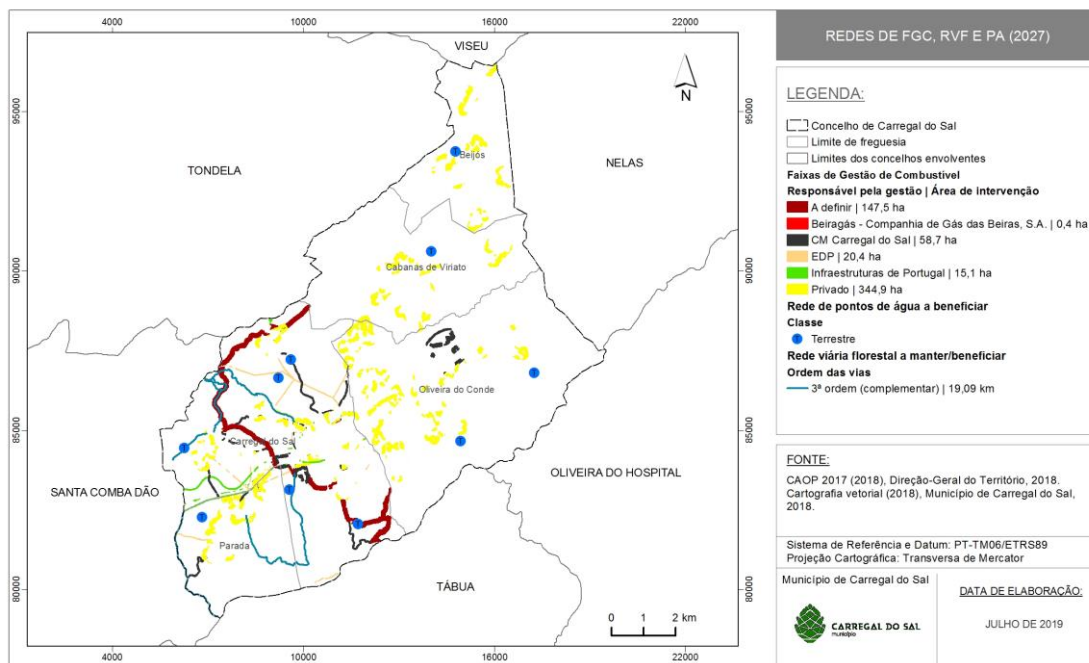 4000 10000 16000 22000
REDES DE FGC, RVF E PA (2027)
VISEU
N
95000 95000
Beijós
TONDELA
NELAS
90000 90000
Cabanas de Viriato
Oliveira do Conde
85000 85000
Carregal do Sal
OLIVEIRA DO HOSPITAL
SANTA COMBA DÃO
Parada
TÁBUA
80000 80000
0 1 2 km
4000 10000 16000 22000
LEGENDA:
Concelho de Carregal do Sal
Limite de freguesia
Limites dos concelhos envolventes
Faixas de Gestão de Combustível
Responsável pela gestão | Área de intervenção
A definir | 147,5 ha
Beiragás - Companhia de Gás das Beiras, S.A. | 0,4 ha
CM Carregal do Sal | 58,7 ha
EDP | 20,4 ha
Infraestruturas de Portugal | 15,1 ha
Privado | 344,9 ha
Rede de pontos de água a beneficiar
Classe
T Terrestre
Rede viária florestal a manter/beneficiar
Ordem das vias
3ª ordem (complementar) | 19,09 km
FONTE:
CAOP 2017 (2018), Direção-Geral do Território, 2018.
Cartografia vetorial (2018), Município de Carregal do Sal,
2018.
Sistema de Referência e Datum: PT-TM06/ETRS89
Projeção Cartográfica: Transversa de Mercator
Município de Carregal do Sal
CARREGAL DO SAL
município
DATA DE ELABORAÇÃO:
JULHO DE 2019